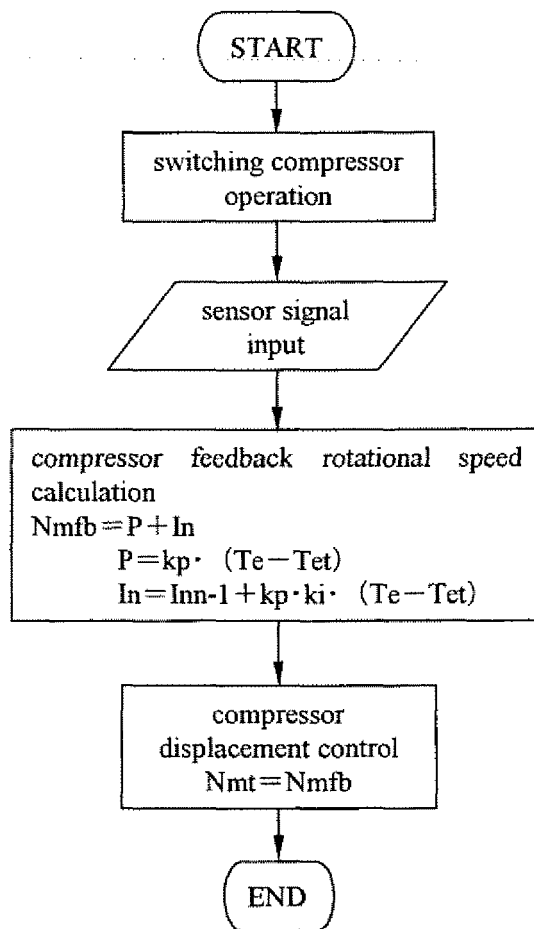 START
switching compressor
operation
sensor signal
input
compressor feedback rotational speed
calculation
Nmfb=P+In
P=kp· (Te-Tet)
In=Inn-1+kp·ki· (Te-Tet)
compressor
displacement control
Nmt=Nmfb
END